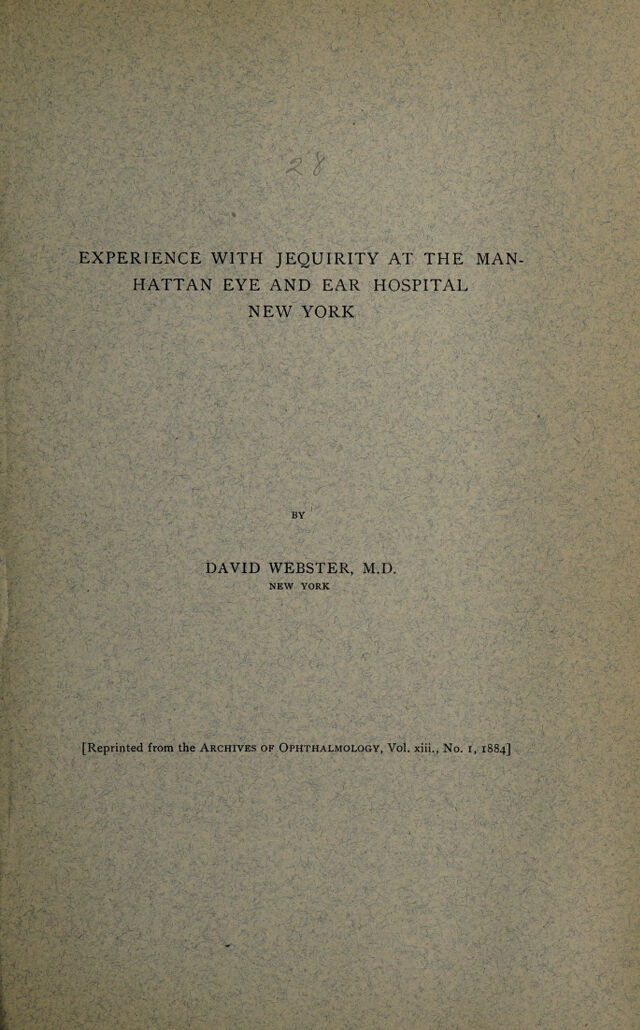 28
EXPERIENCE WITH JEQUIRITY AT THE MAN-
HATTAN EYE AND EAR HOSPITAL
NEW YORK
BY
DAVID WEBSTER, M.D.
NEW YORK
[Reprinted from the ARCHIVES OF OPHTHALMOLOGY, Vol. xiii., No. 1, 1884]